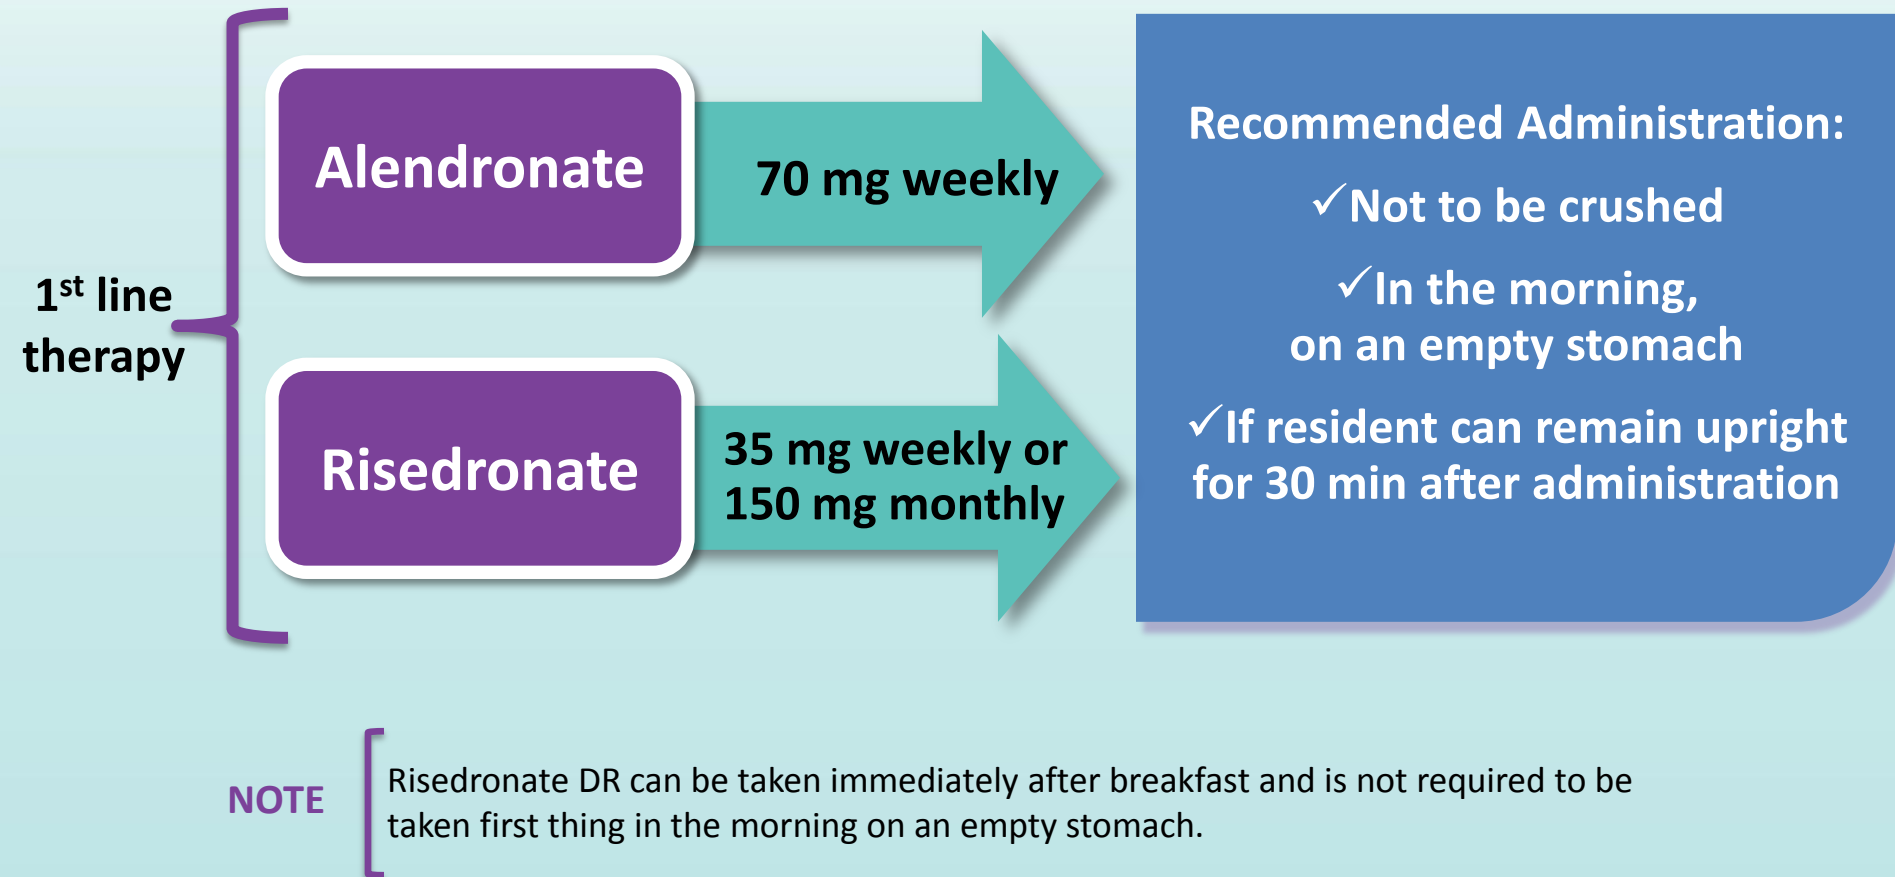 1st line
therapy
Alendronate
70 mg weekly
Risedronate
35 mg weekly or
150 mg monthly
Recommended Administration:
✓Not to be crushed
✓In the morning,
on an empty stomach
✓If resident can remain upright
for 30 min after administration
NOTE
Risedronate DR can be taken immediately after breakfast and is not required to be
taken first thing in the morning on an empty stomach.